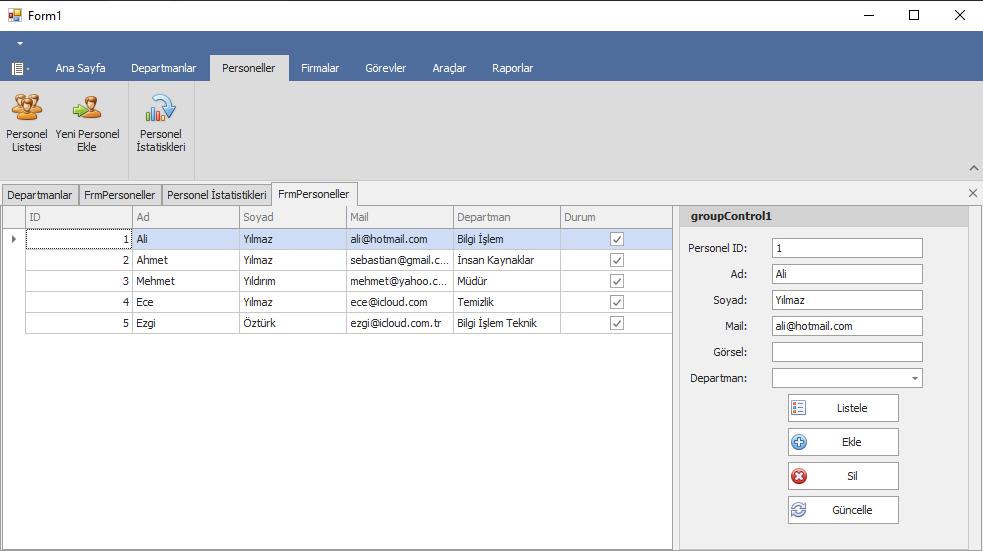 Form1
Ana Sayfa Departmanlar Personeller Firmalar Görevler Araçlar Raporlar
Personel Listesi
Yeni Personel Ekle
Personel İstatiskleri
Departmanlar FrmPersoneller Personel İstatistikleri FrmPersoneller
ID Ad Soyad Mail Departman Durum
1 Ali Yılmaz ali@hotmail.com Bilgi İşlem
2 Ahmet Yılmaz sebastian@gmail.c... İnsan Kaynaklar
3 Mehmet Yıldırım mehmet@yahoo.c... Müdür
4 Ece Yılmaz ece@icloud.com Temizlik
5 Ezgi Öztürk ezgi@icloud.com.tr Bilgi İşlem Teknik
groupControl1
Personel ID: 1
Ad: Ali
Soyad: Yılmaz
Mail: ali@hotmail.com
Görsel:
Departman:
Listele
Ekle
Sil
Güncelle